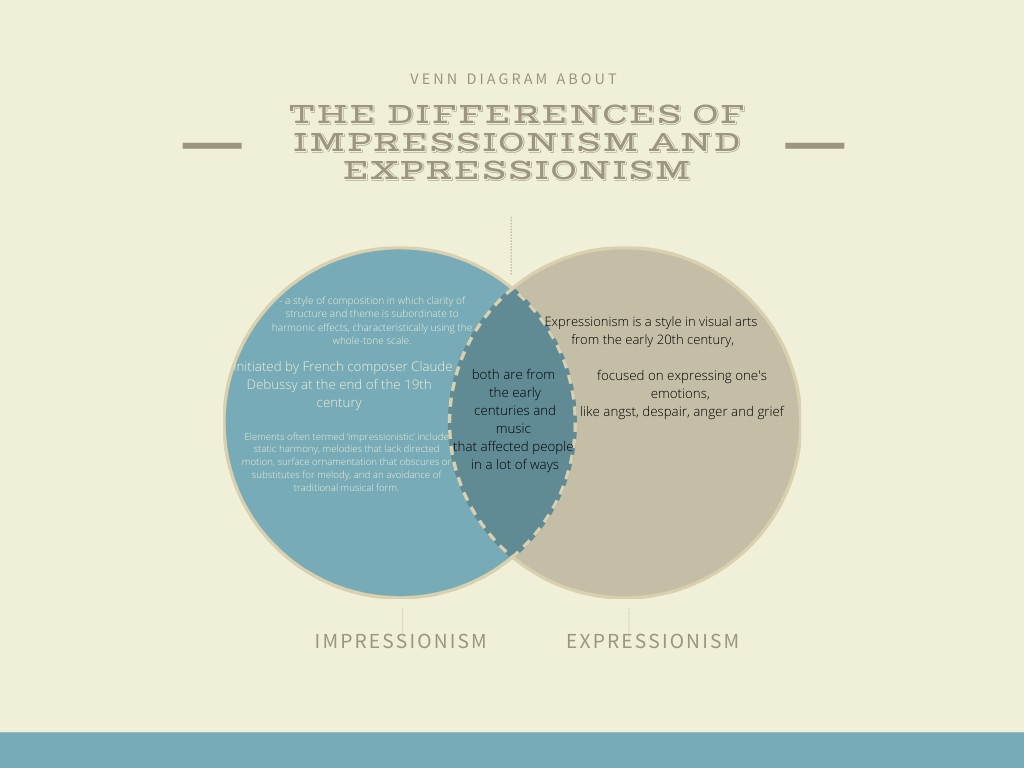 VENN DIAGRAM ABOUT
THE DIFFERENCES OF
IMPRESSIONISM AND
EXPRESSIONISM
- a style of composition in which clarity of
structure and theme is subordinate to
harmonic effects, characteristically using the
whole-tone scale.
initiated by French composer Claude
Debussy at the end of the 19th
century
Elements often termed 'impressionistic' include
static harmony, melodies that lack directed
motion, surface ornamentation that obscures or
substitutes for melody, and an avoidance of
traditional musical form.
both are from
the early
centuries and
music
that affected people
in a lot of ways
Expressionism is a style in visual arts
from the early 20th century,
focused on expressing one's
emotions,
like angst, despair, anger and grief
IMPRESSIONISM
EXPRESSIONISM